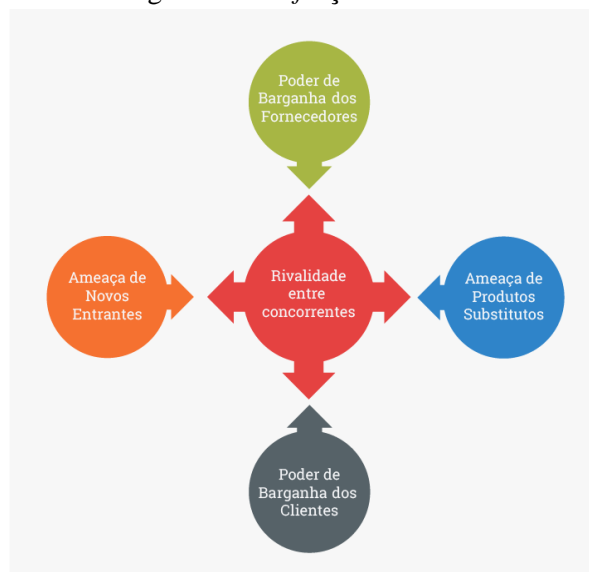 Poder de
Barganha dos
Fornecedores
Ameaça de
Novos
Entrantes
Rivalidade
entre
concorrentes
Ameaça de
Produtos
Substitutos
Poder de
Barganha dos
Clientes